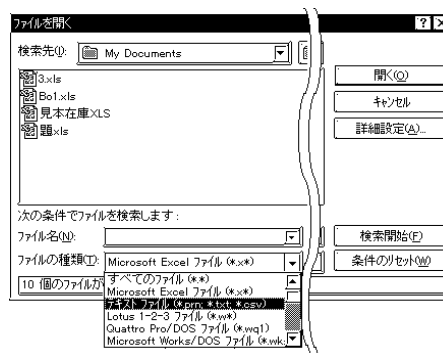 ファイルを開く
検索先(I): My Documents
3.xls
Bo1.xls
見本在庫XLS
題xls
開く(O)
キャンセル
詳細設定(A)...
次の条件でファイルを検索します:
ファイル名(N):
検索開始(F)
ファイルの種類(T): Microsoft Excel ファイル (*.x*)
条件のリセット(W)
すべてのファイル (*.*)
Microsoft Excel ファイル (*.x*)
テキスト ファイル (*.prn; *.txt; *.csv)
Lotus 1-2-3 ファイル (*.w*)
Quattro Pro/DOS ファイル (*.wq1)
Microsoft Works/DOS ファイル (*.wk
10 個のファイルが